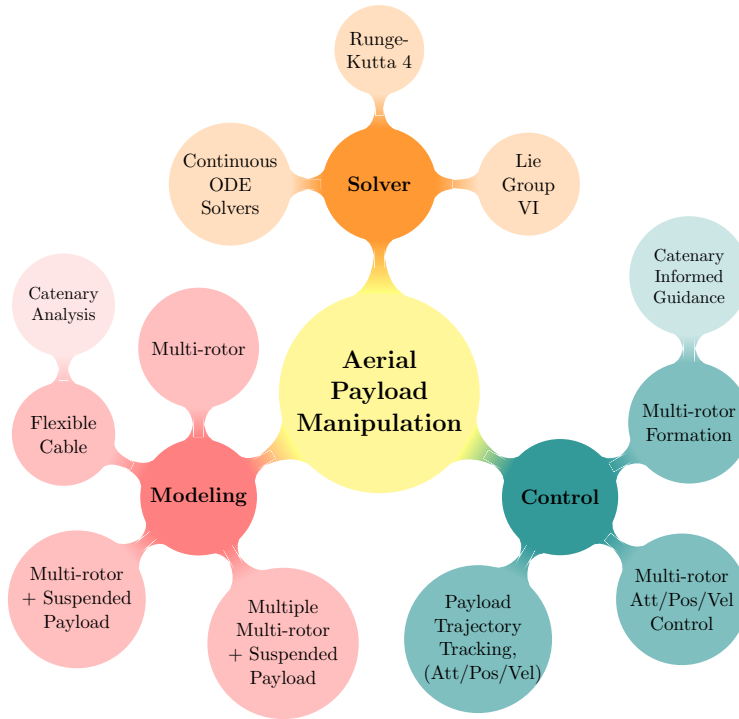 Runge-
Kutta 4
Continuous
ODE
Solvers
Solver
Lie
Group
VI
Catenary
Informed
Guidance
Catenary
Analysis
Multi-rotor
Aerial
Payload
Manipulation
Flexible
Cable
Multi-rotor
Formation
Modeling
Control
Multi-rotor
+ Suspended
Payload
Multiple
Multi-rotor
+ Suspended
Payload
Payload
Trajectory
Tracking,
(Att/Pos/Vel)
Multi-rotor
Att/Pos/Vel
Control